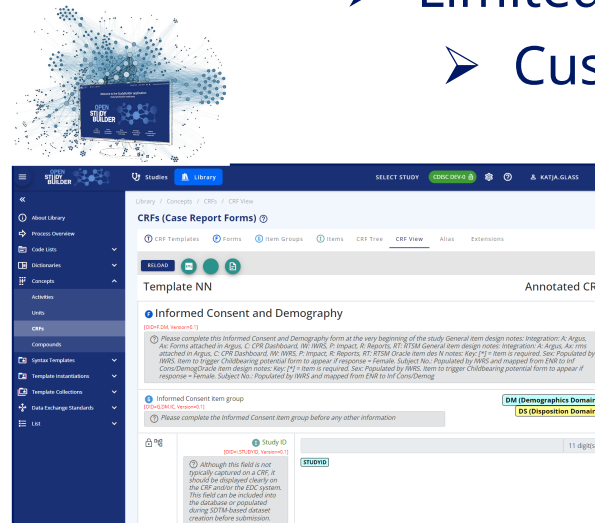 ➢ Limited
➢ Cus
OPEN
STUDY
BUILDER
OPEN
STUDY
BUILDER
Studies
Library
SELECT STUDY
CDISC DEV-0
KATJA.GLASS
About Library
Process Overview
Code Lists
Dictionaries
Concepts
Activities
Units
CRFs
Compounds
Syntax Templates
Template Instantiations
Template Collections
Data Exchange Standards
List
Library / Concepts / CRFs / CRF View
CRFs (Case Report Forms)
CRF Templates Forms Item Groups Items CRF Tree CRF View Alias Extensions
RELOAD
Template NN Annotated CR
Informed Consent and Demography
[OID=F.DM, Version=0.1]
Please complete this Informed Consent and Demography form at the very beginning of the study General item design notes: Integration: A: Argus,
Ax: Forms attached in Argus, C: CPR Dashboard, IW: IWRS, P: Impact, R: Reports, RT: RTSM General item design notes: Integration: A: Argus, Ax: rms
attached in Argus, C: CPR Dashboard, IW: IWRS, P: Impact, R: Reports, RT: RTSM Oracle item des N notes: Key: [*] = Item is required. Sex: Populated by
IWRS. Item to trigger Childbearing potential form to appear if response = Female. Subject No.: Populated by IWRS and mapped from ENR to Inf
Cons/DemogOracle item design notes: Key: [*] = Item is required. Sex: Populated by IWRS. Item to trigger Childbearing potential form to appear if
response = Female. Subject No.: Populated by IWRS and mapped from ENR to Inf Cons/Demog
Informed Consent item group
[OID=G.DM.IC, Version=0.1]
Please complete the Informed Consent item group before any other information
DM (Demographics Domain
DS (Disposition Domain
Study ID
[OID=I.STUDYID, Version=0.1]
11 digit(s
STUDYID
Although this field is not
typically captured on a CRF, it
should be displayed clearly on
the CRF and/or the EDC system.
This field can be included into
the database or populated
during SDTM-based dataset
creation before submission.